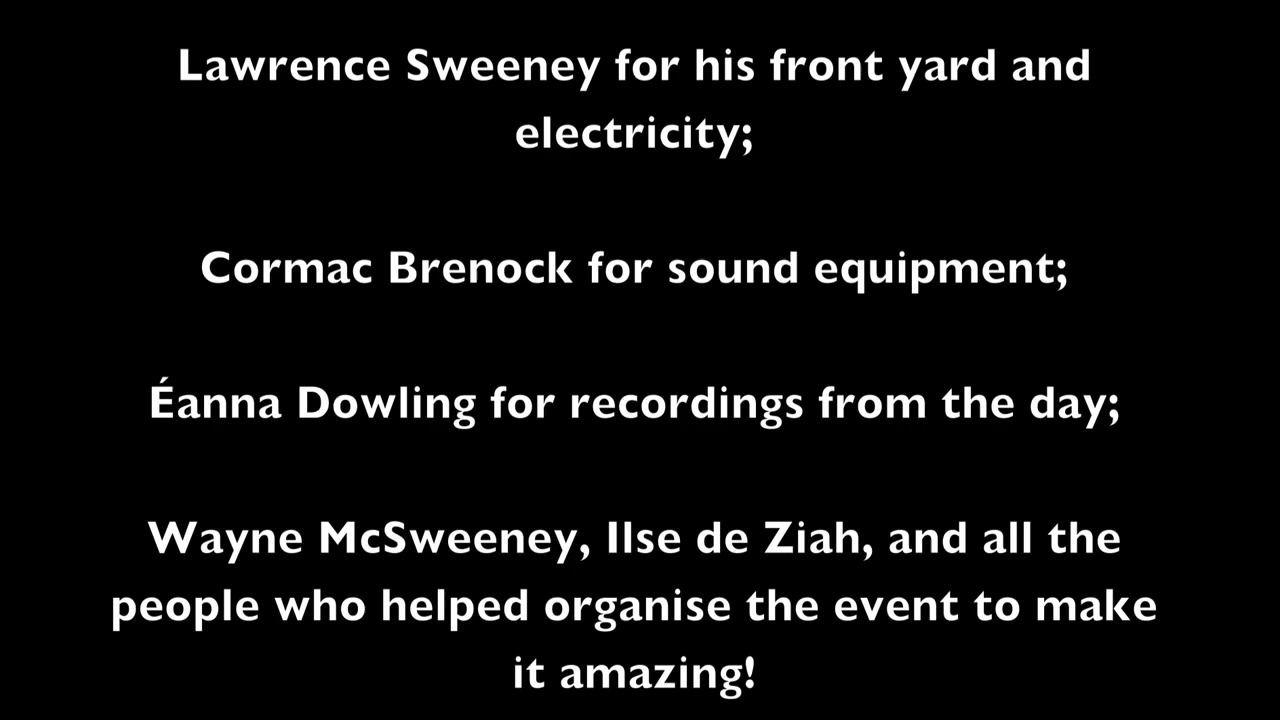 Lawrence Sweeney for his front yard and
electricity;
Cormac Brenock for sound equipment;
Éanna Dowling for recordings from the day;
Wayne McSweeney, Ilse de Ziah, and all the
people who helped organise the event to make
it amazing!